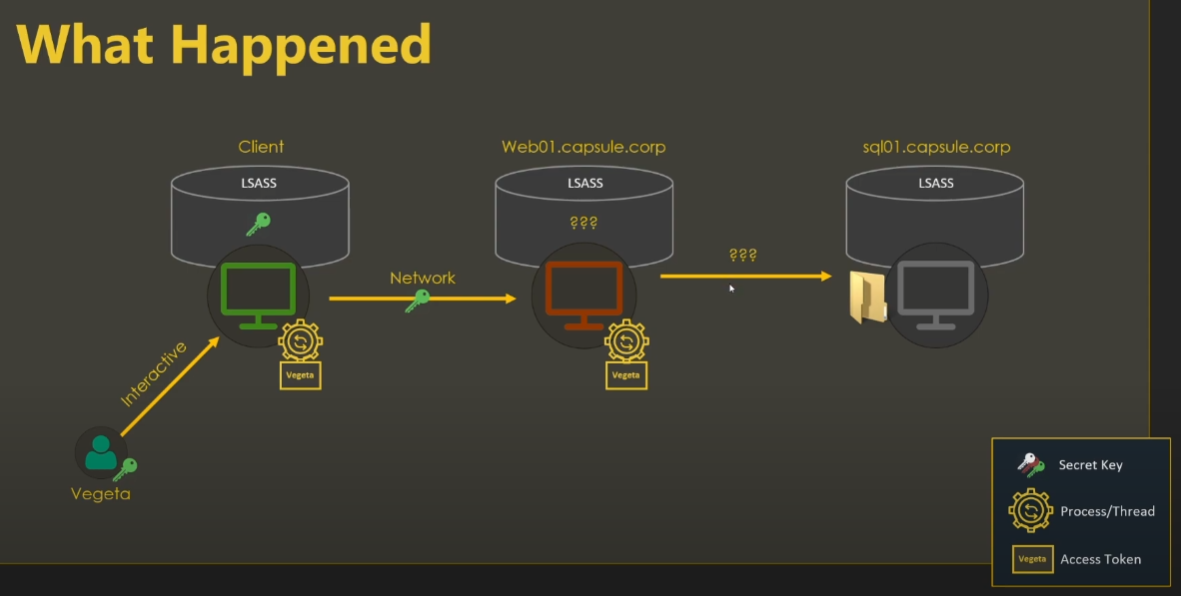 What Happened
Client
Web01.capsule.corp
sql01.capsule.corp
LSASS
LSASS
LSASS
???
???
Network
Interactive
Vegeta
Vegeta
Vegeta
Secret Key
Process/Thread
Vegeta
Access Token